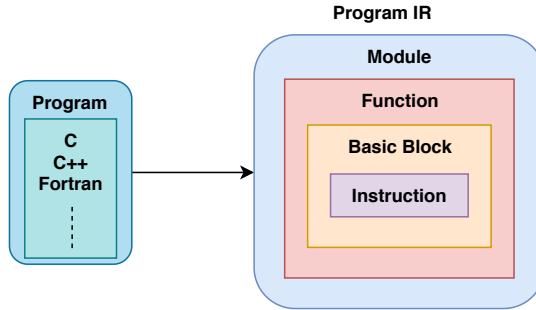 Program IR
Module
Program
Function
C
C++
Fortran
Basic Block
Instruction